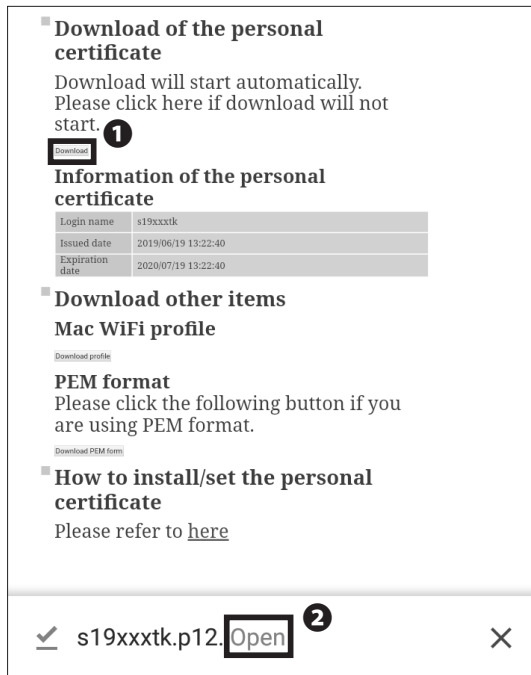 Download of the personal
certificate
Download will start automatically.
Please click here if download will not
start.
❶
Download
Information of the personal
certificate
Login name s19xxxtk
Issued date 2019/06/19 13:22:40
Expiration
date 2020/07/19 13:22:40
Download other items
Mac WiFi profile
Download profile
PEM format
Please click the following button if you
are using PEM format.
Download PEM form
How to install/set the personal
certificate
Please refer to here
❷
s19xxxtk.p12. Open